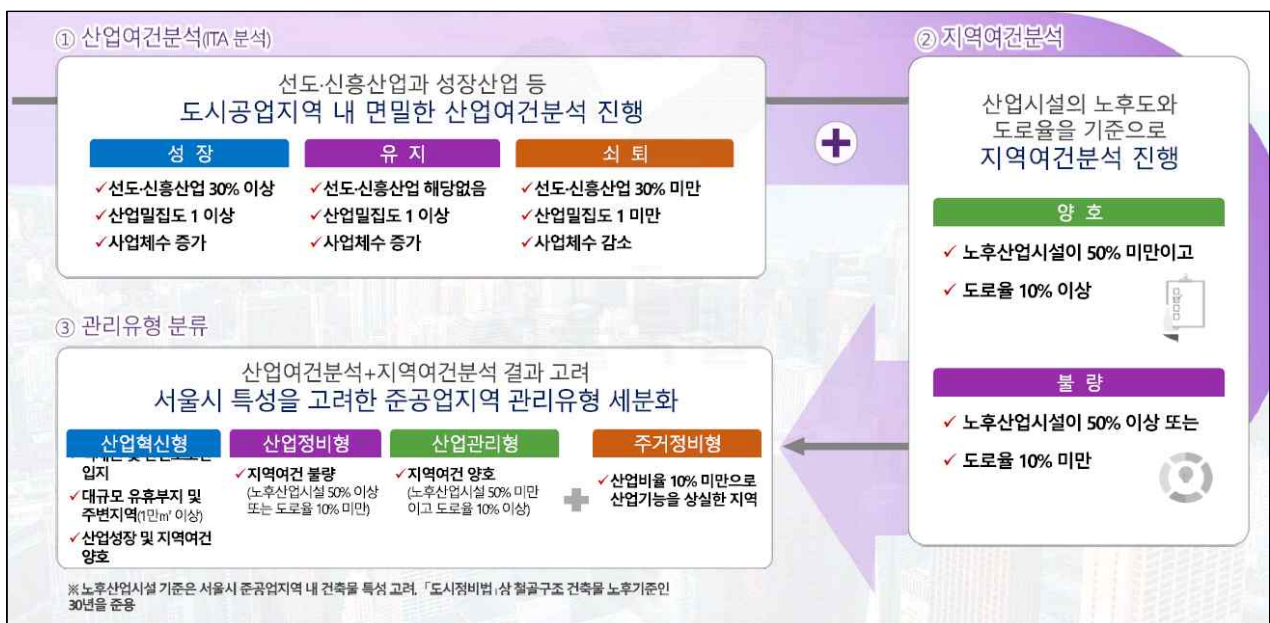 ① 산업여건분석(ITA 분석)
선도·신흥산업과 성장산업 등
도시공업지역 내 면밀한 산업여건분석 진행
성 장
✓선도·신흥산업 30% 이상
✓산업밀집도 1 이상
✓사업체수 증가
유 지
✓선도·신흥산업 해당없음
✓산업밀집도 1 이상
✓사업체수 증가
쇠 퇴
✓선도·신흥산업 30% 미만
✓산업밀집도 1 미만
✓사업체수 감소
② 지역여건분석
산업시설의 노후도와
도로율을 기준으로
지역여건분석 진행
양 호
✓ 노후산업시설이 50% 미만이고
✓ 도로율 10% 이상
불 량
✓ 노후산업시설이 50% 이상 또는
✓ 도로율 10% 미만
③ 관리유형 분류
산업여건분석+지역여건분석 결과 고려
서울시 특성을 고려한 준공업지역 관리유형 세분화
산업혁신형
입지
✓대규모 유휴부지 및
주변지역(1만㎡ 이상)
✓산업성장 및 지역여건
양호
산업정비형
✓지역여건 불량
(노후산업시설 50% 이상
또는 도로율 10% 미만)
산업관리형
✓지역여건 양호
(노후산업시설 50% 미만
이고 도로율 10% 이상)
주거정비형
✓산업비율 10% 미만으로
산업기능을 상실한 지역
※ 노후산업시설 기준은 서울시 준공업지역 내 건축물 특성 고려, 「도시정비법」상 철골구조 건축물 노후기준인
30년을 준용